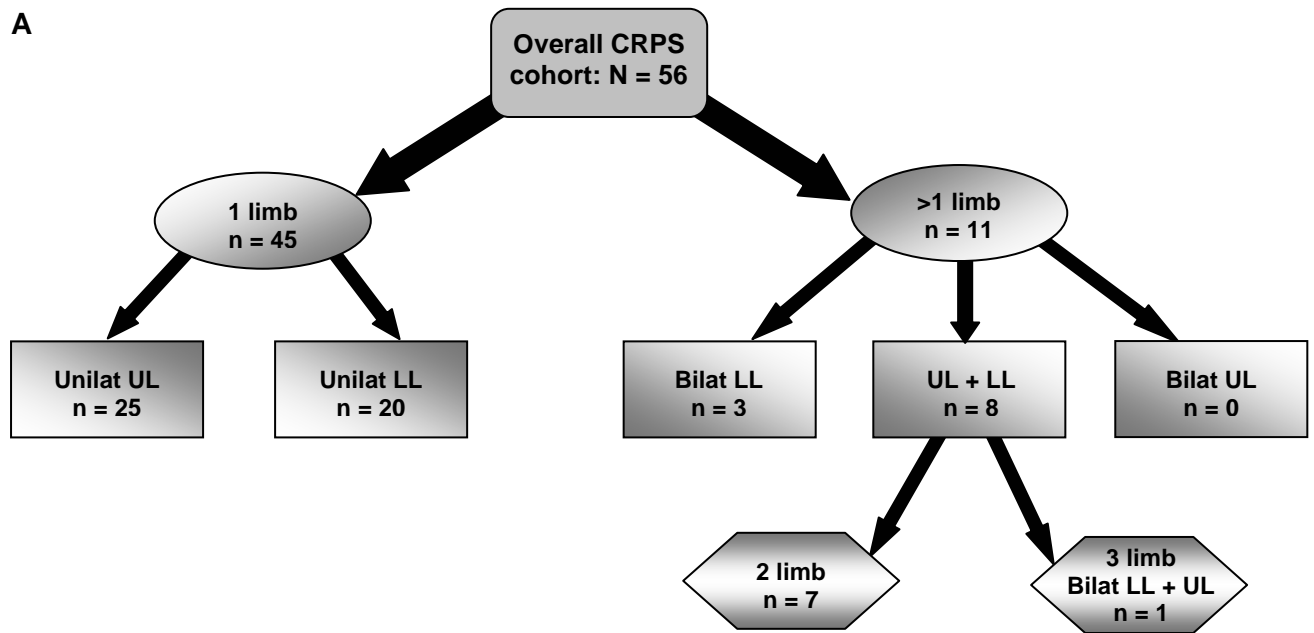 A
Overall CRPS
cohort: N = 56
1 limb
n = 45
>1 limb
n = 11
Unilat UL
n = 25
Unilat LL
n = 20
Bilat LL
n = 3
UL + LL
n = 8
Bilat UL
n = 0
2 limb
n = 7
3 limb
Bilat LL + UL
n = 1